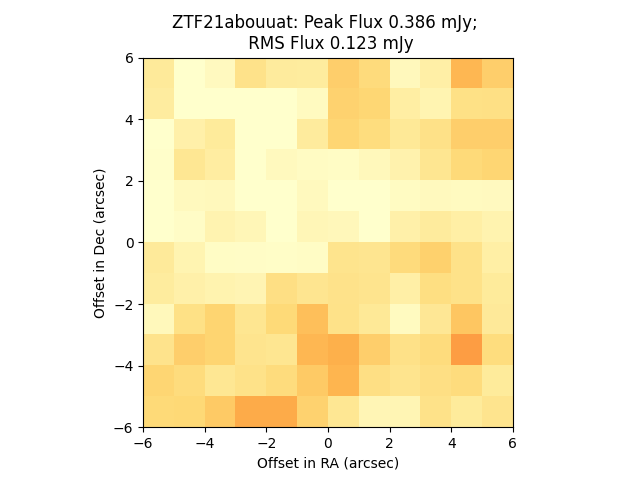 ZTF21abouuat: Peak Flux 0.386 mJy;
RMS Flux 0.123 mJy
6
4
2
0
−2
−4
−6
Offset in Dec (arcsec)
−6 −4 −2 0 2 4 6
Offset in RA (arcsec)